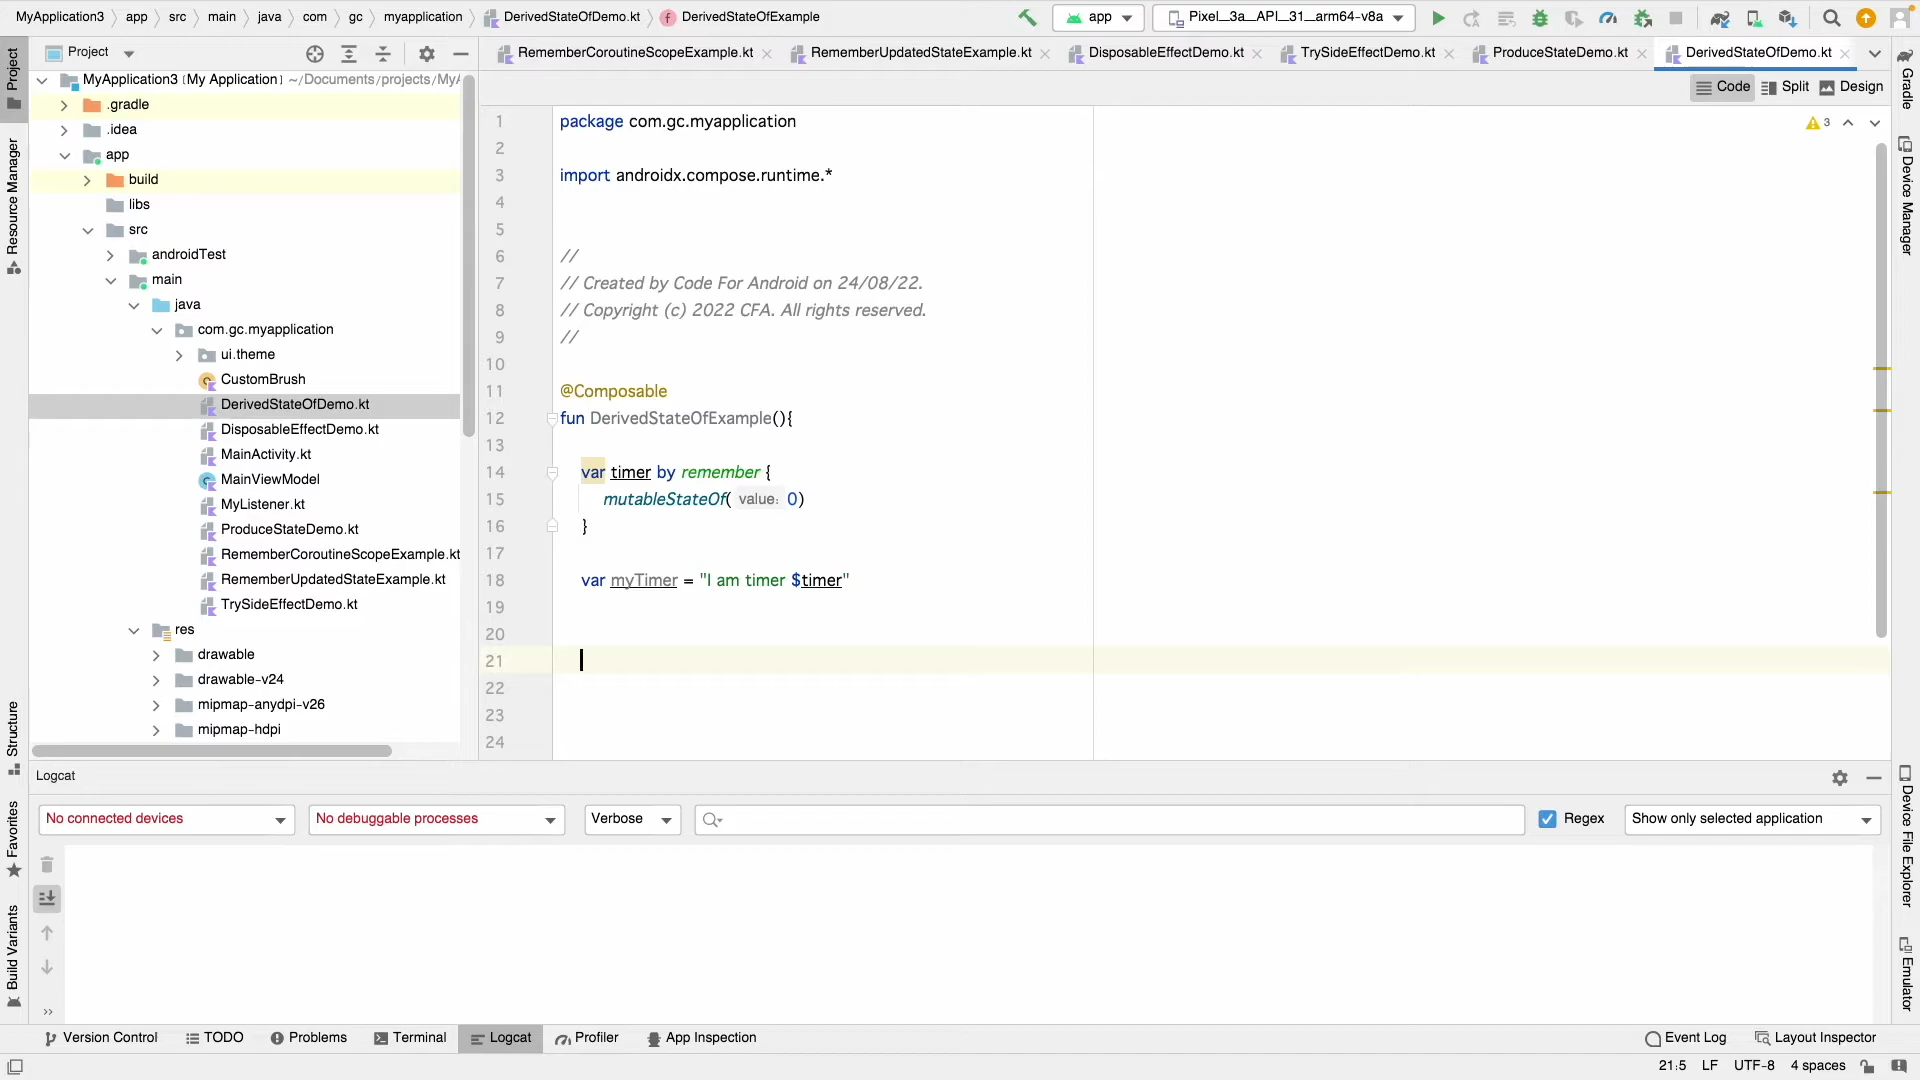 MyApplication3 app src main java com gc myapplication DerivedStateOfDemo.kt DerivedStateOfExample app Pixel_3a_API_31_arm64-v8a
Project
RememberCoroutineScopeExample.kt RememberUpdatedStateExample.kt DisposableEffectDemo.kt TrySideEffectDemo.kt ProduceStateDemo.kt DerivedStateOfDemo.kt
Code Split Design
MyApplication3 [My Application] ~/Documents/projects/MyA
.gradle
.idea
app
build
libs
src
androidTest
main
java
com.gc.myapplication
ui.theme
CustomBrush
DerivedStateOfDemo.kt
DisposableEffectDemo.kt
MainActivity.kt
MainViewModel
MyListener.kt
ProduceStateDemo.kt
RememberCoroutineScopeExample.kt
RememberUpdatedStateExample.kt
TrySideEffectDemo.kt
res
drawable
drawable-v24
mipmap-anydpi-v26
mipmap-hdpi
3
1 package com.gc.myapplication
2
3 import androidx.compose.runtime.*
4
5
6 //
7 // Created by Code For Android on 24/08/22.
8 // Copyright (c) 2022 CFA. All rights reserved.
9 //
10
11 @Composable
12 fun DerivedStateOfExample(){
13
14 var timer by remember {
15 mutableStateOf( value: 0)
16 }
17
18 var myTimer = "I am timer $timer"
19
20
21
22
23
24
Project
Resource Manager
Structure
Favorites
Build Variants
Gradle
Device Manager
Device File Explorer
Emulator
Logcat
No connected devices No debuggable processes Verbose Regex Show only selected application
Version Control TODO Problems Terminal Logcat Profiler App Inspection Event Log Layout Inspector
21:5 LF UTF-8 4 spaces